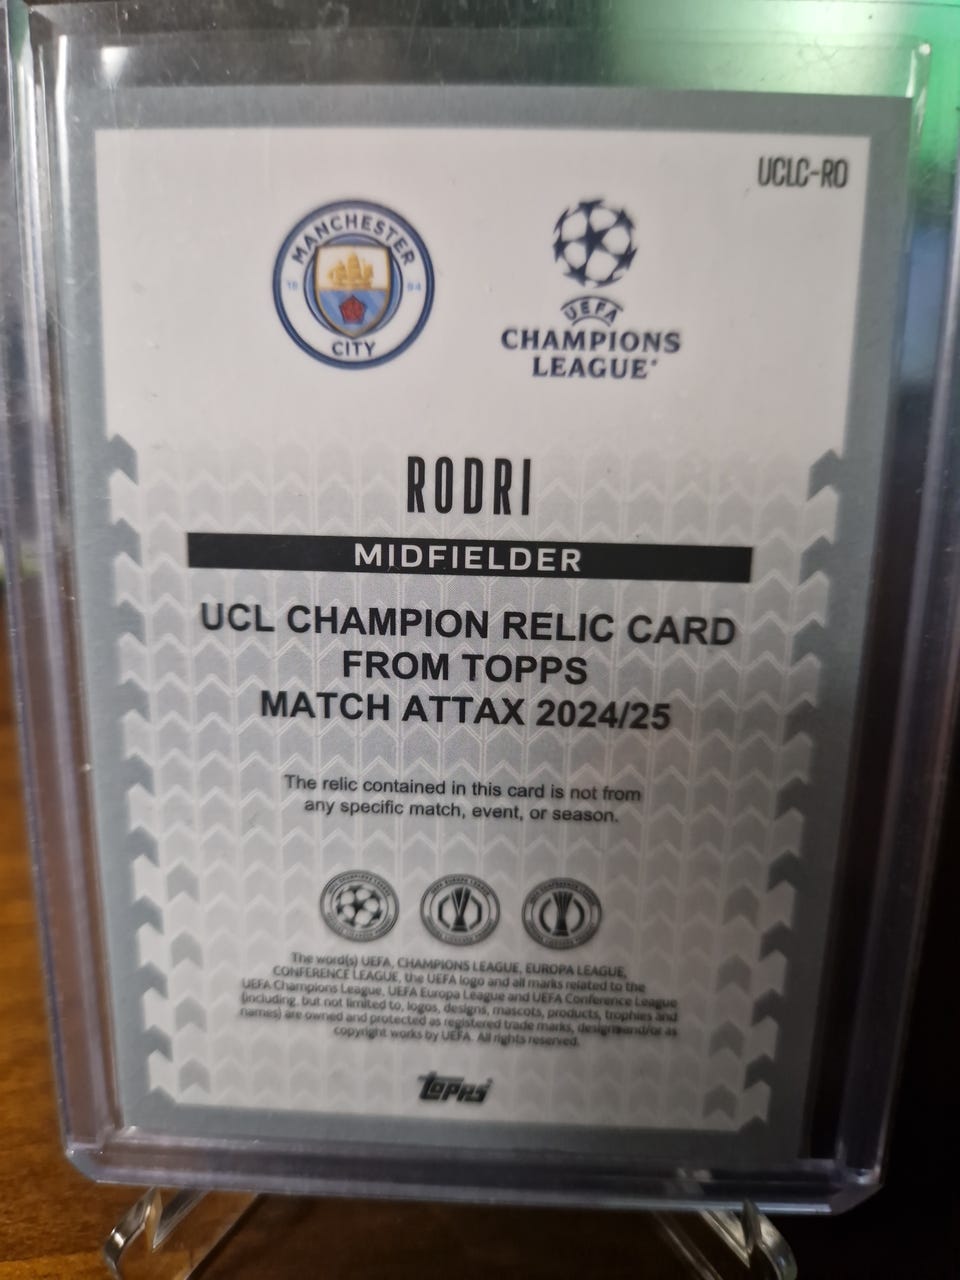 UCLC-RO
MANCHESTER
18 94
CITY
UEFA
CHAMPIONS
LEAGUE
RODRI
MIDFIELDER
UCL CHAMPION RELIC CARD
FROM TOPPS
MATCH ATTAX 2024/25
The relic contained in this card is not from
any specific match, event, or season.
The word(s) UEFA, CHAMPIONS LEAGUE, EUROPA LEAGUE,
CONFERENCE LEAGUE, the UEFA logo and all marks related to the
UEFA Champions League, UEFA Europa League and UEFA Conference League
(including, but not limited to, logos, designs, mascots, products, trophies and
names) are owned and protected as registered trade marks, designs and/or as
copyright works by UEFA. All rights reserved.
Topps